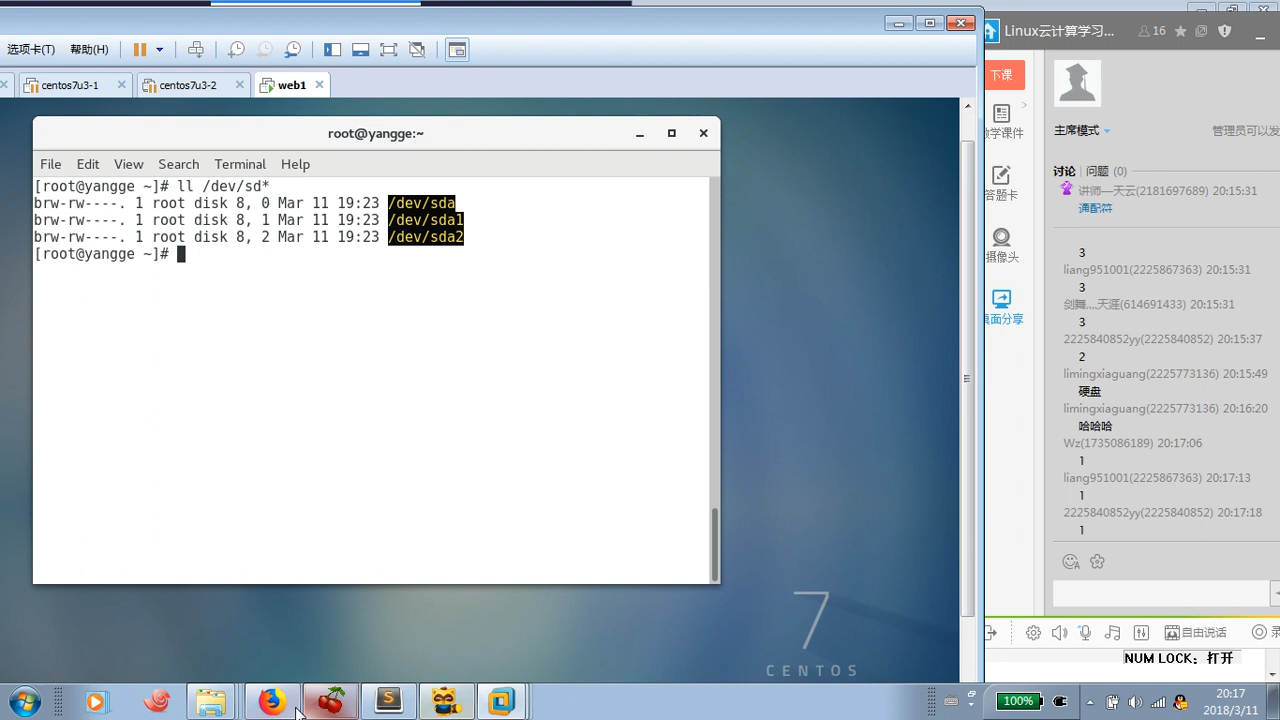 选项卡(T) 帮助(H)
centos7u3-1
centos7u3-2
web1
root@yangge:~
File Edit View Search Terminal Help
[root@yangge ~]# ll /dev/sd*
brw-rw----. 1 root disk 8, 0 Mar 11 19:23 /dev/sda
brw-rw----. 1 root disk 8, 1 Mar 11 19:23 /dev/sda1
brw-rw----. 1 root disk 8, 2 Mar 11 19:23 /dev/sda2
[root@yangge ~]#
7
CENTOS
Linux云计算学习... 16
下课
学课件
答题卡
摄像头
桌面分享
主席模式
管理员可以发
讨论 问题 (0)
讲师—天云(2181697689) 20:15:31
通配符
3
liang951001(2225867363) 20:15:31
3
剑舞....天涯(614691433) 20:15:31
3
2225840852yy(2225840852) 20:15:37
2
limingxiaguang(2225773136) 20:15:49
硬盘
limingxiaguang(2225773136) 20:16:20
哈哈哈
Wz(1735086189) 20:17:06
1
liang951001(2225867363) 20:17:13
1
2225840852yy(2225840852) 20:17:18
1
自由说话
NUM LOCK：打开
100%
20:17
2018/3/11